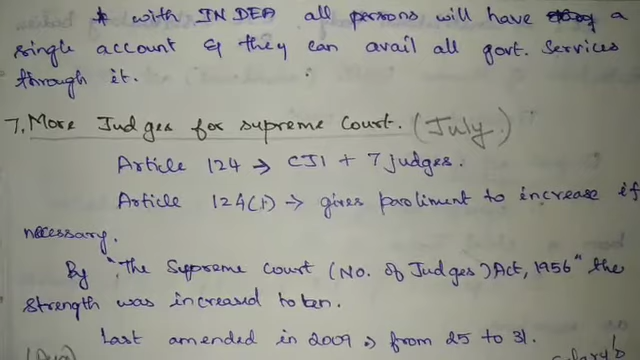 * with INDEA all persons will have a
single account & they can avail all govt. Services
through it.
7. More Judges for supreme court. (July)
Article 124 → CJI + 7 judges.
Article 124(1) → gives parliment to increase if
necessary.
By "The Supreme Court (No. of Judges) Act, 1956" the
strength was increased to ten.
Last amended in 2009 → from 25 to 31.